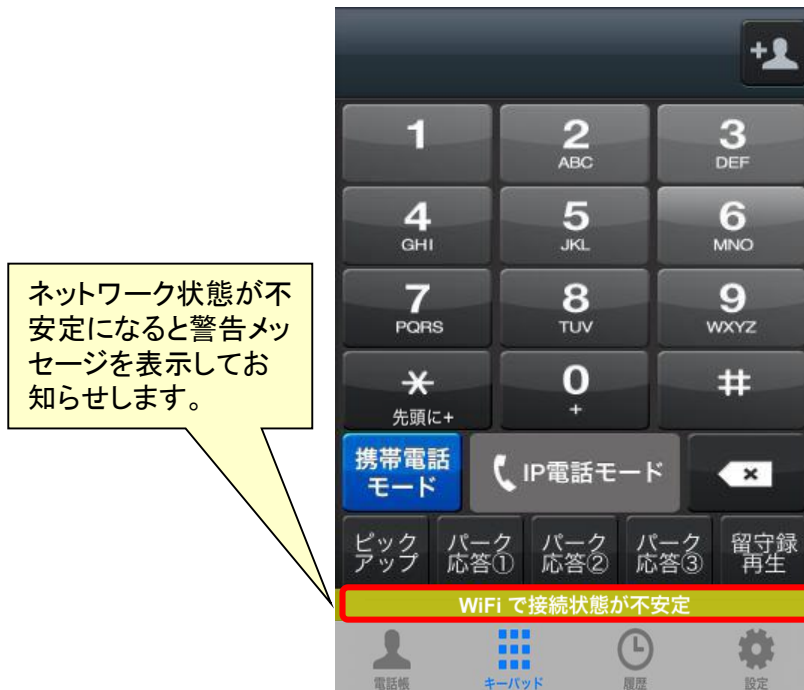 ネットワーク状態が不
安定になると警告メッ
セージを表示してお
知らせします。
1
2
ABC
3
DEF
4
GHI
5
JKL
6
MNO
7
PQRS
8
TUV
9
WXYZ
*
先頭に+
0
+
#
携帯電話
モード
IP電話モード
ピック
アップ
パーク
応答①
パーク
応答②
パーク
応答③
留守録
再生
WiFi で接続状態が不安定
電話帳
キーパッド
履歴
設定